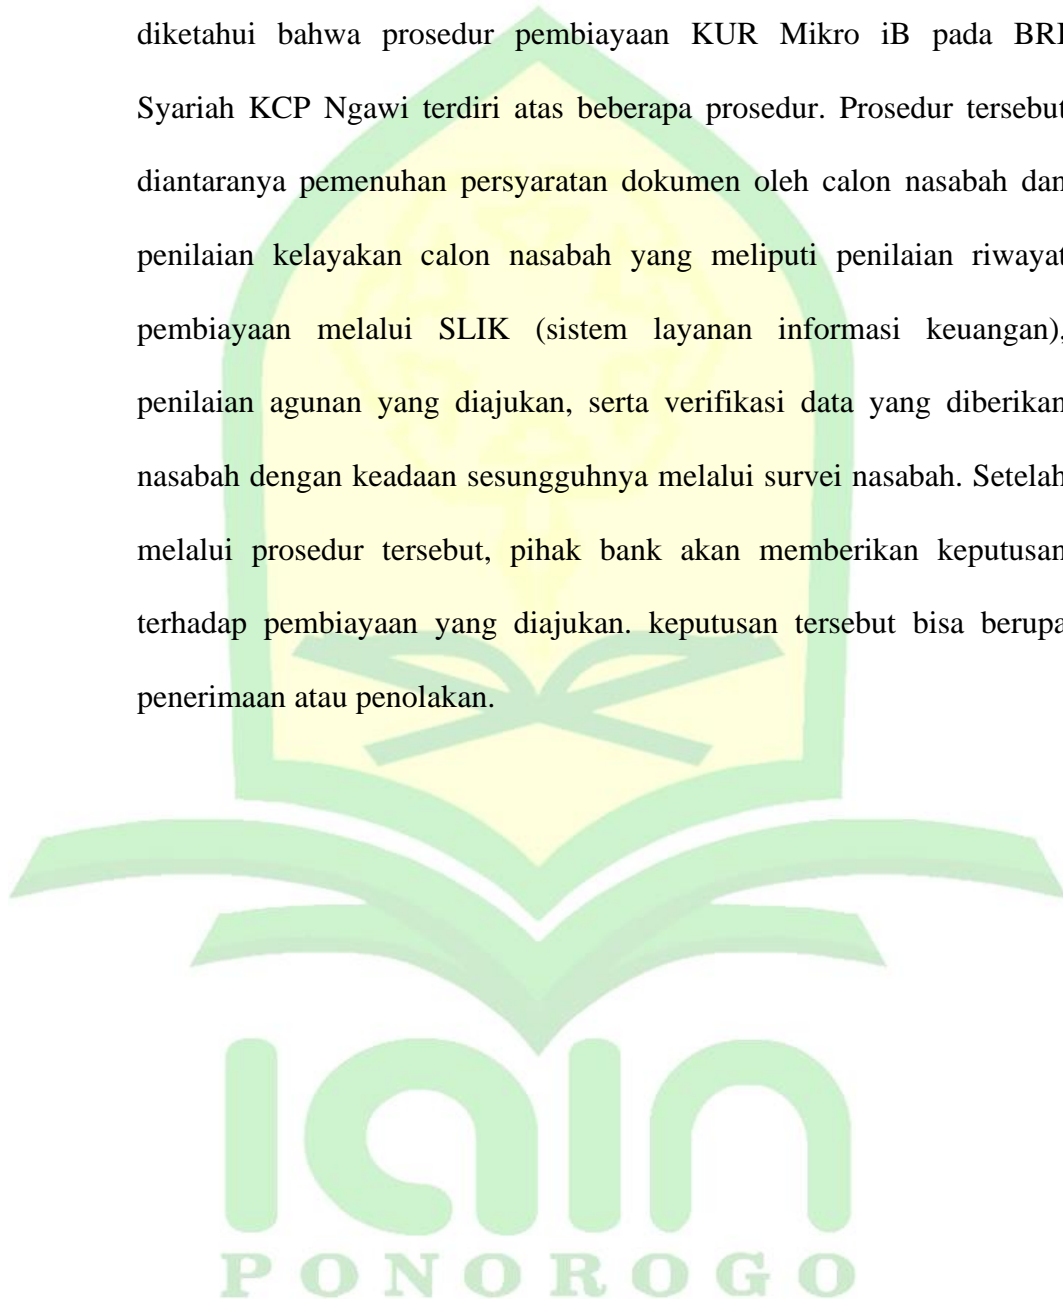 diketahui bahwa prosedur pembiayaan KUR Mikro iB pada BRI
Syariah KCP Ngawi terdiri atas beberapa prosedur. Prosedur tersebut
diantaranya pemenuhan persyaratan dokumen oleh calon nasabah dan
penilaian kelayakan calon nasabah yang meliputi penilaian riwayat
pembiayaan melalui SLIK (sistem layanan informasi keuangan),
penilaian agunan yang diajukan, serta verifikasi data yang diberikan
nasabah dengan keadaan sesungguhnya melalui survei nasabah. Setelah
melalui prosedur tersebut, pihak bank akan memberikan keputusan
terhadap pembiayaan yang diajukan. keputusan tersebut bisa berupa
penerimaan atau penolakan.
iain
PONOROGO